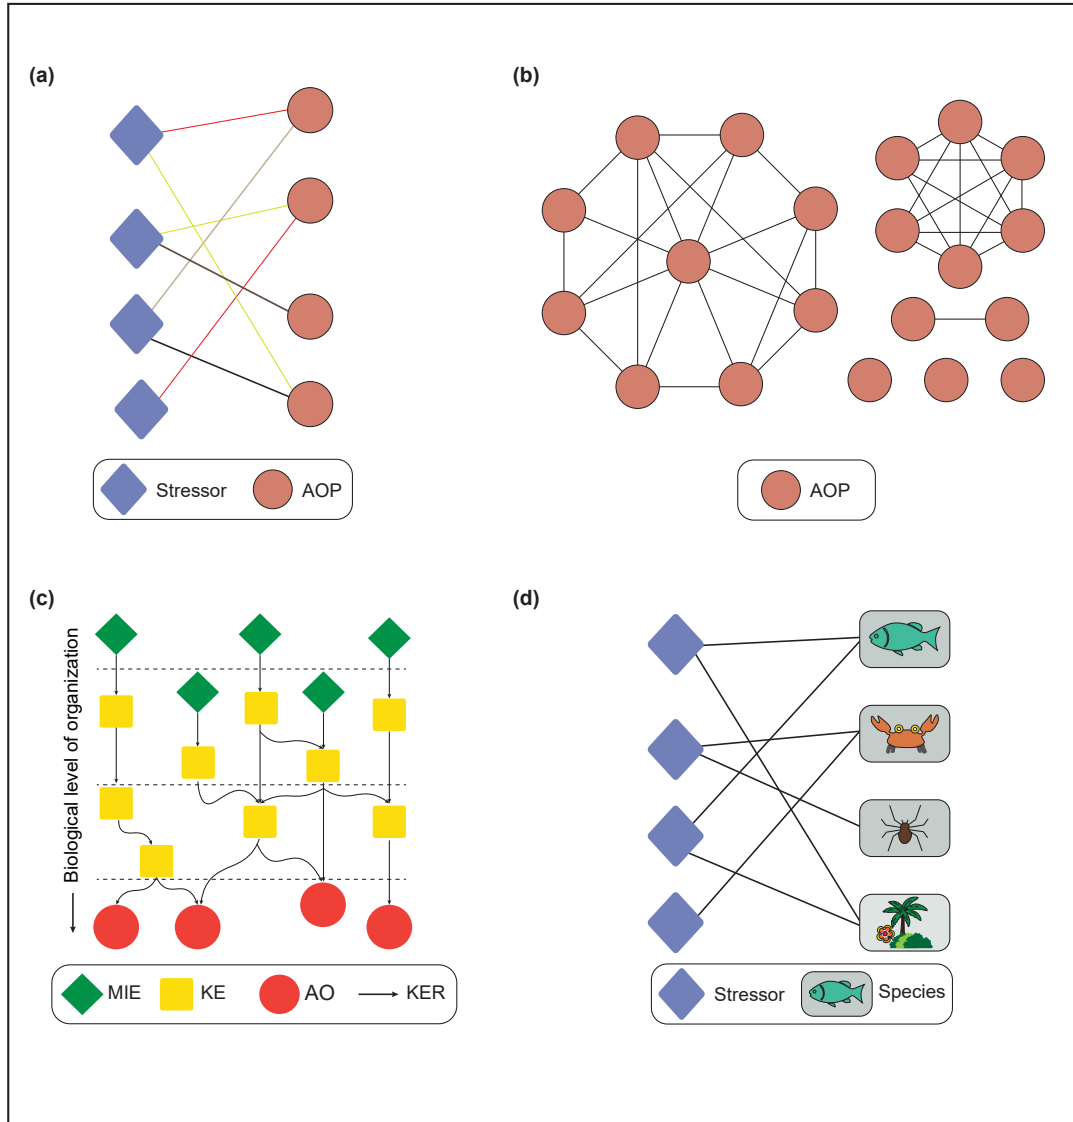 (a)
Stressor
AOP
(b)
AOP
(c)
Biological level of organization
MIE
KE
AO
KER
(d)
Stressor
Species